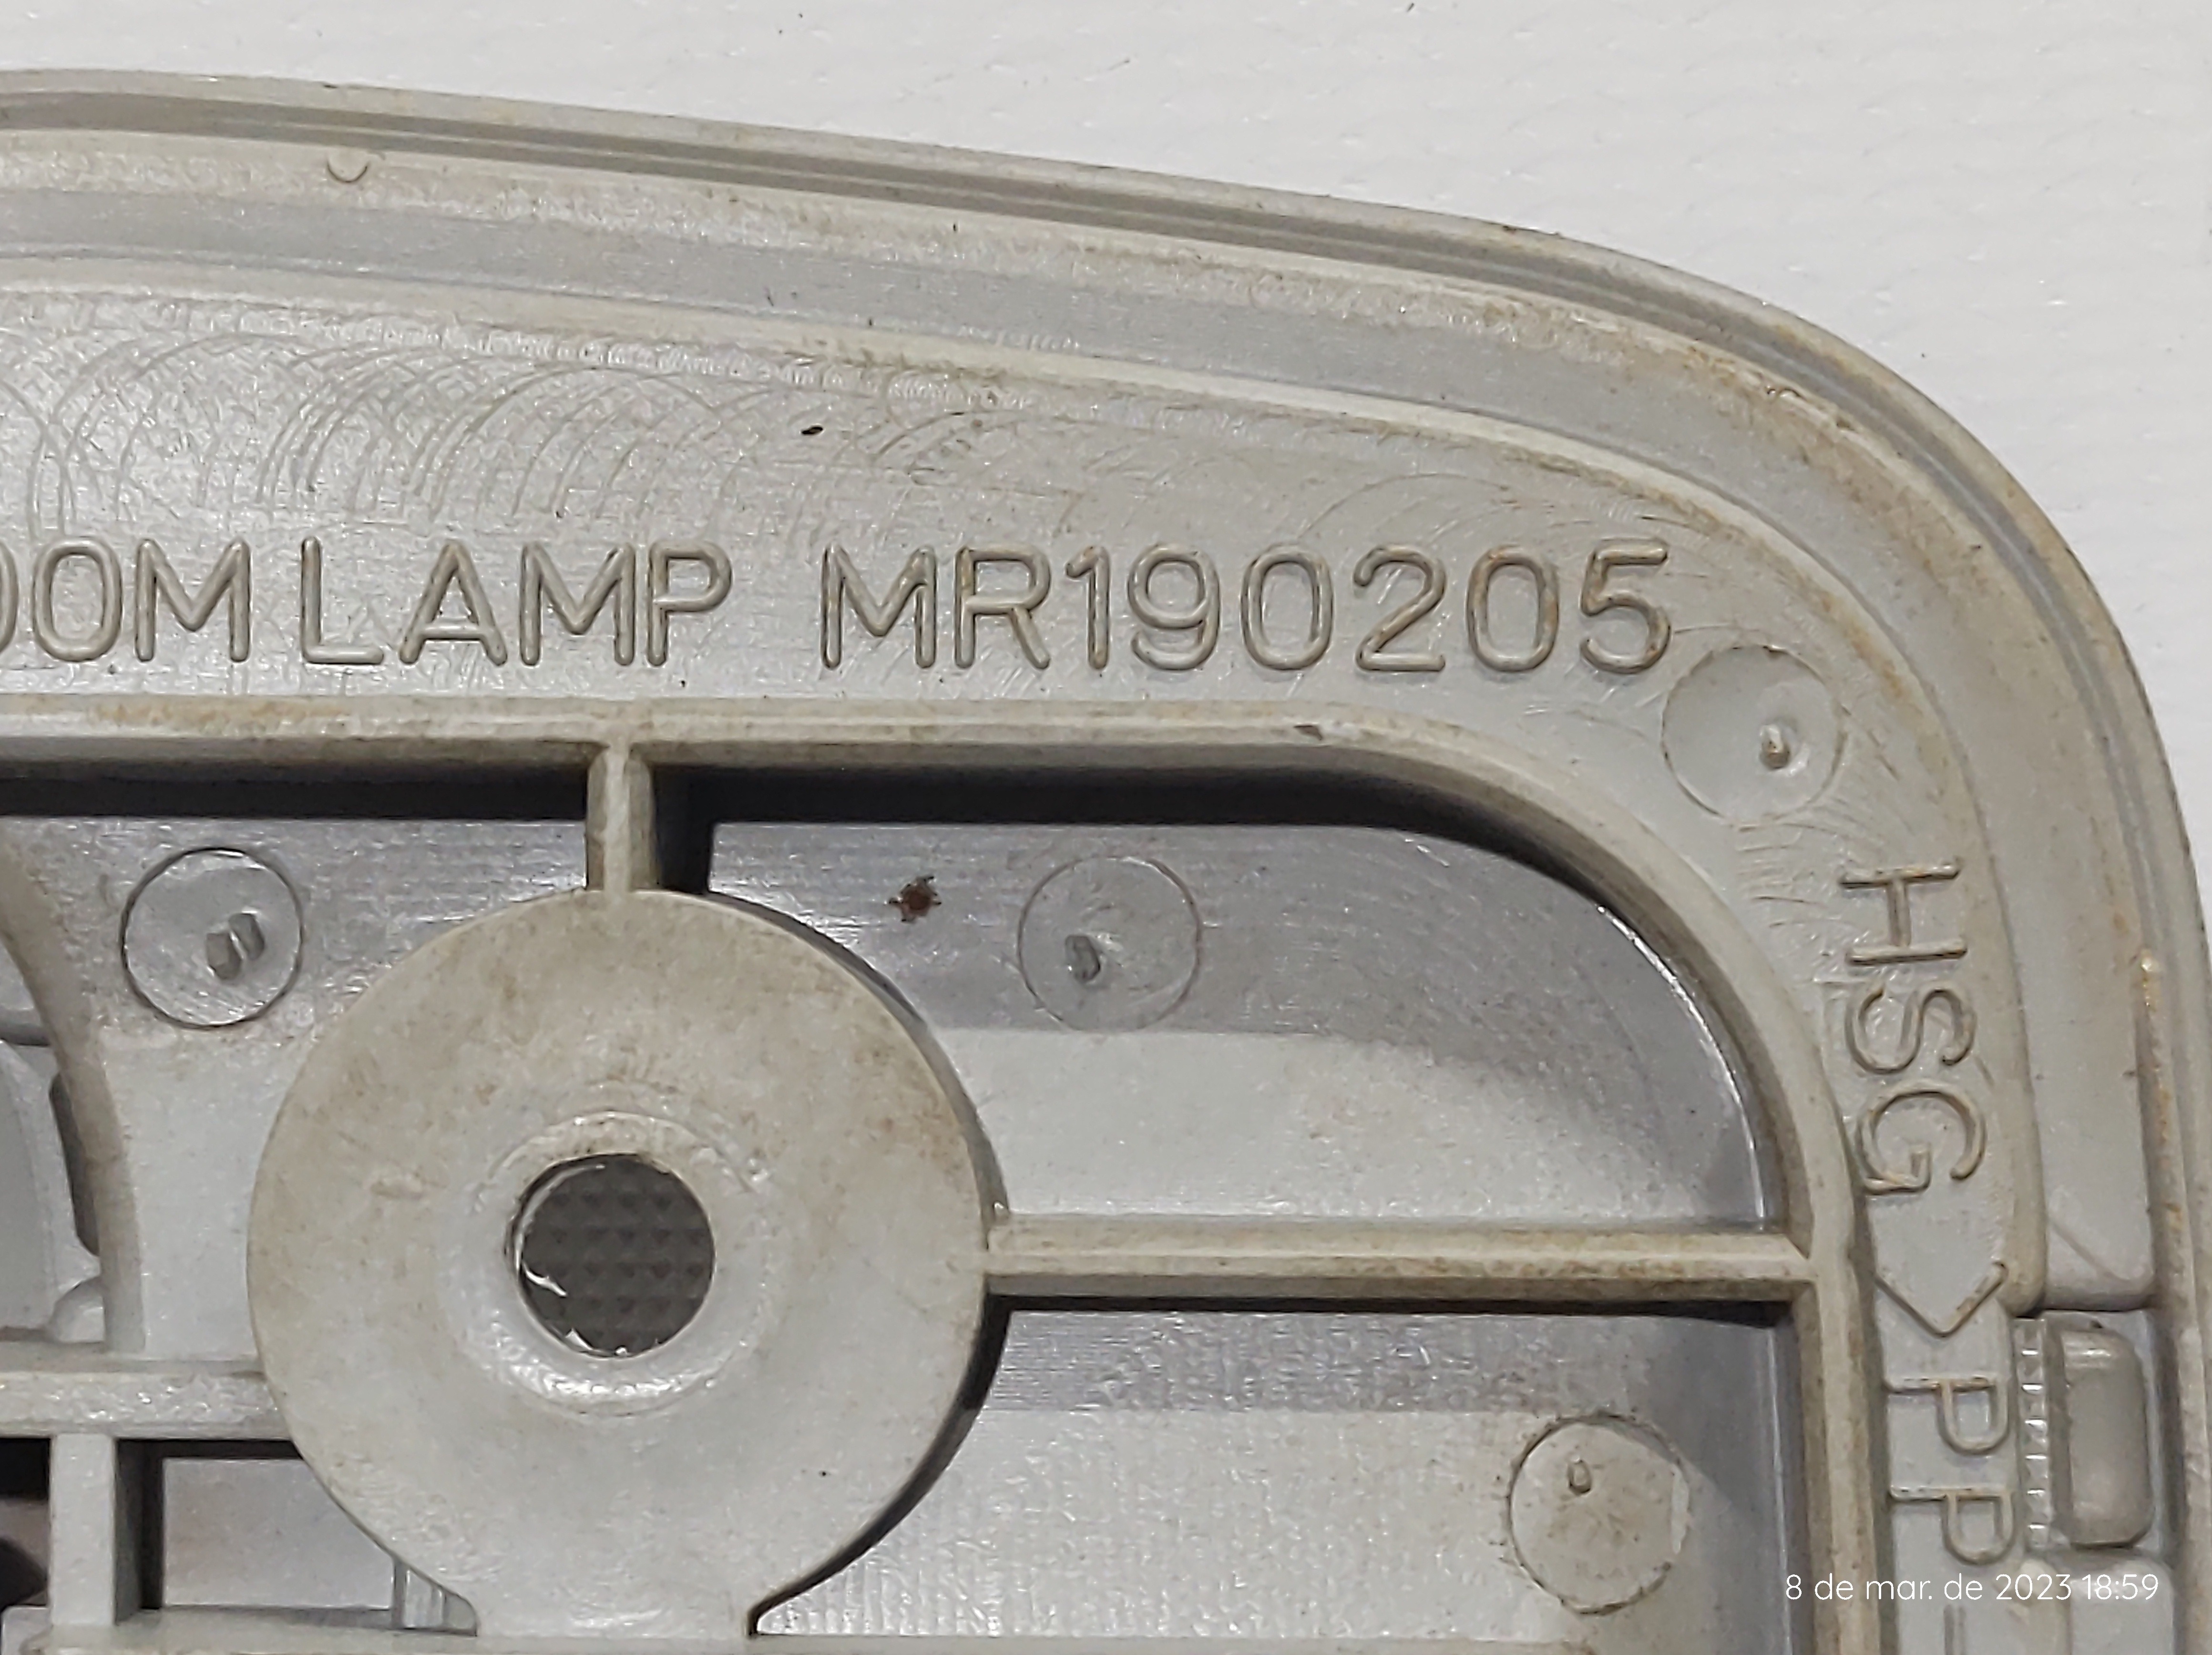 OOM LAMP MR190205
HSG >PP
8 de mar. de 2023 18:59